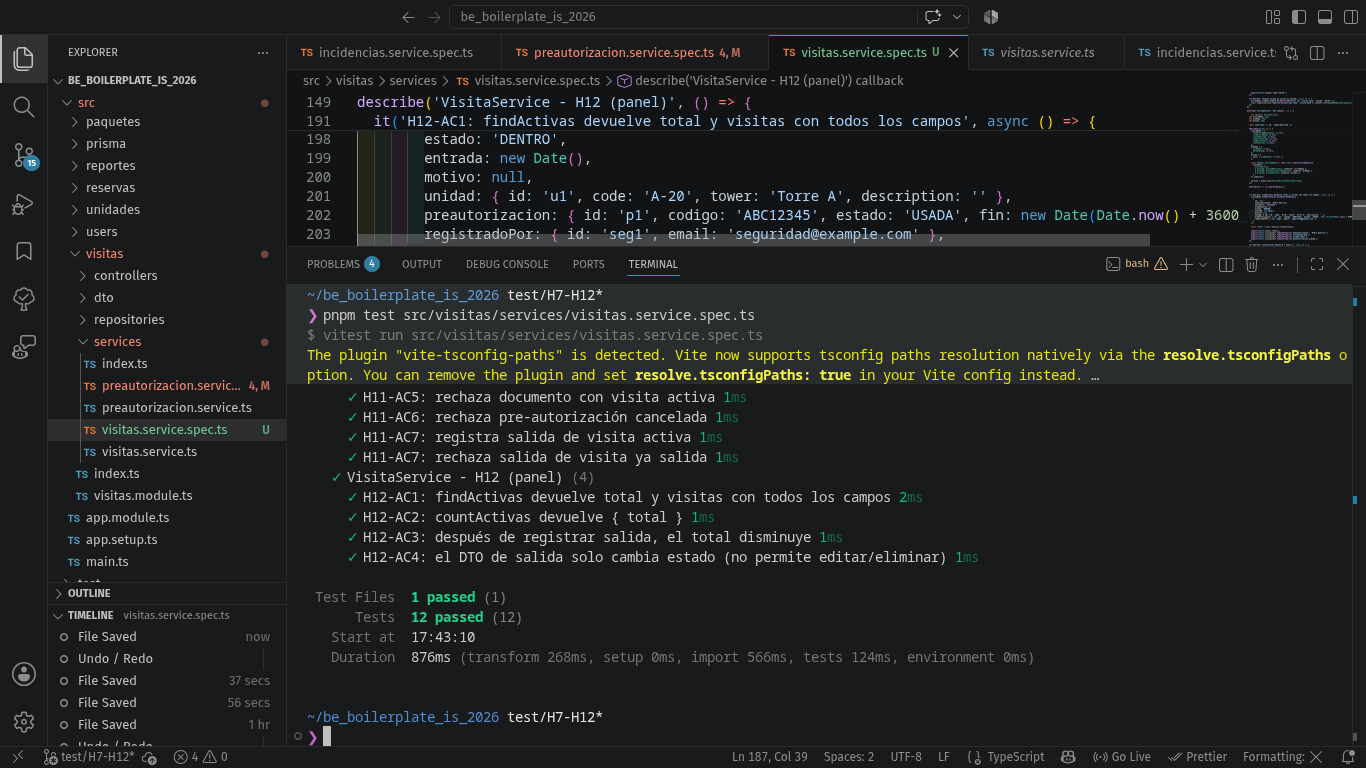 be_boilerplate_is_2026
EXPLORER
BE_BOILERPLATE_IS_2026
src
paquetes
prisma
reportes
reservas
unidades
users
visitas
controllers
dto
repositories
services
TS index.ts
TS preautorizacion.servic... 4, M
TS preautorizacion.service.ts
TS visitas.service.spec.ts U
TS visitas.service.ts
TS index.ts
TS visitas.module.ts
TS app.module.ts
TS app.setup.ts
TS main.ts
OUTLINE
TIMELINE visitas.service.spec.ts
File Saved now
Undo / Redo
File Saved 37 secs
File Saved 56 secs
File Saved 1 hr
Undo / Redo
15
TS incidencias.service.spec.ts
TS preautorizacion.service.spec.ts 4, M
TS visitas.service.spec.ts U
TS visitas.service.ts
TS incidencias.service.t
src > visitas > services > TS visitas.service.spec.ts > describe('VisitaService - H12 (panel)') callback
149 describe('VisitaService - H12 (panel)', () => {
191 it('H12-AC1: findActivas devuelve total y visitas con todos los campos', async () => {
198 estado: 'DENTRO',
199 entrada: new Date(),
200 motivo: null,
201 unidad: { id: 'u1', code: 'A-20', tower: 'Torre A', description: '' },
202 preautorizacion: { id: 'p1', codigo: 'ABC12345', estado: 'USADA', fin: new Date(Date.now() + 3600
203 registradoPor: { id: 'seg1', email: 'seguridad@example.com' },
PROBLEMS 4 OUTPUT DEBUG CONSOLE PORTS TERMINAL
bash
~/be_boilerplate_is_2026 test/H7-H12*
❯ pnpm test src/visitas/services/visitas.service.spec.ts
$ vitest run src/visitas/services/visitas.service.spec.ts
The plugin "vite-tsconfig-paths" is detected. Vite now supports tsconfig paths resolution natively via the resolve.tsconfigPaths o
ption. You can remove the plugin and set resolve.tsconfigPaths: true in your Vite config instead. …
✓ H11-AC5: rechaza documento con visita activa 1ms
✓ H11-AC6: rechaza pre-autorización cancelada 1ms
✓ H11-AC7: registra salida de visita activa 1ms
✓ H11-AC7: rechaza salida de visita ya salida 1ms
✓ VisitaService - H12 (panel) (4)
✓ H12-AC1: findActivas devuelve total y visitas con todos los campos 2ms
✓ H12-AC2: countActivas devuelve { total } 1ms
✓ H12-AC3: después de registrar salida, el total disminuye 1ms
✓ H12-AC4: el DTO de salida solo cambia estado (no permite editar/eliminar) 1ms
Test Files 1 passed (1)
Tests 12 passed (12)
Start at 17:43:10
Duration 876ms (transform 268ms, setup 0ms, import 566ms, tests 124ms, environment 0ms)
~/be_boilerplate_is_2026 test/H7-H12*
❯
test/H7-H12* 4 0 Ln 187, Col 39 Spaces: 2 UTF-8 LF { } TypeScript Go Live Prettier Formatting: